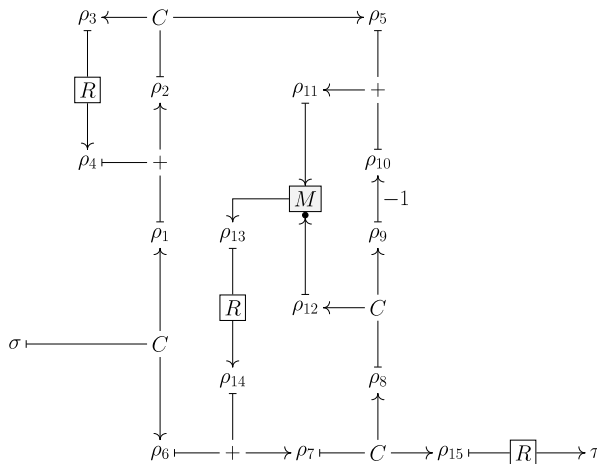 ρ₃ C ρ₅
R ρ₂ ρ₁₁ +
ρ₄ + ρ₁₀
M −1
ρ₁ ρ₁₃ ρ₉
R ρ₁₂ C
σ C
ρ₁₄ ρ₈
ρ₆ + ρ₇ C ρ₁₅ R τ